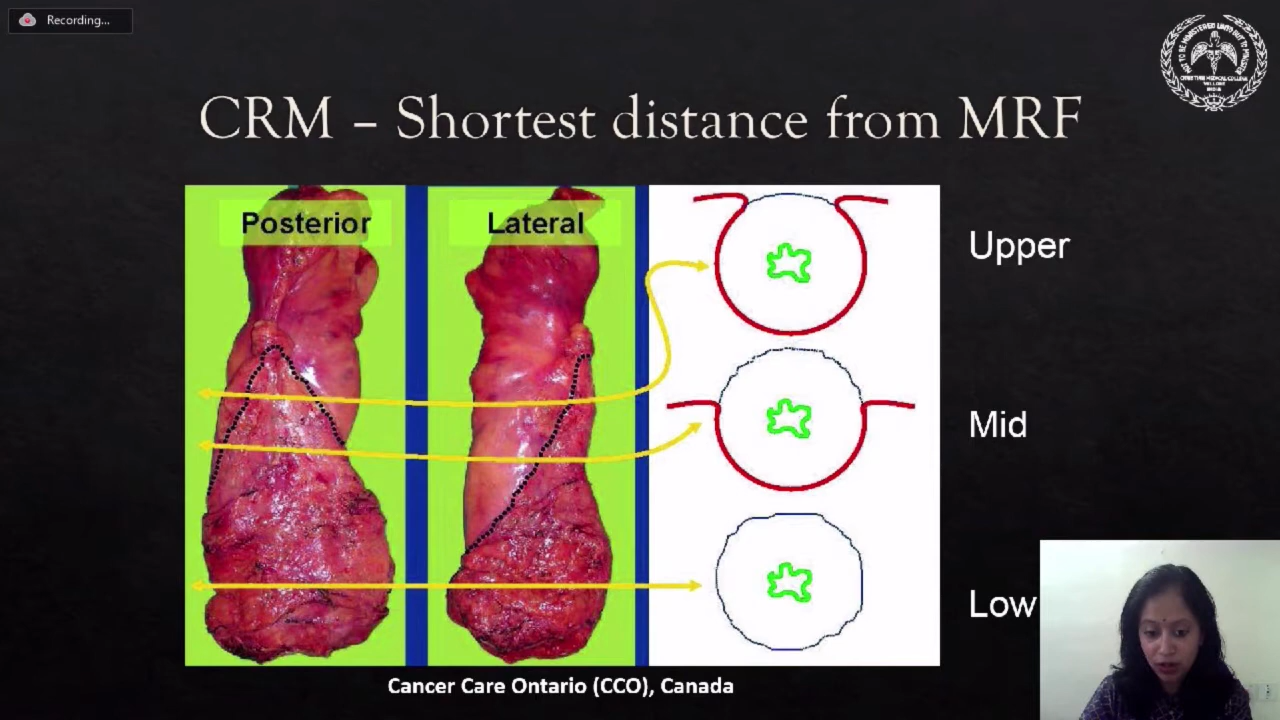 Recording...
CRM – Shortest distance from MRF
Posterior
Lateral
Upper
Mid
Low
Cancer Care Ontario (CCO), Canada